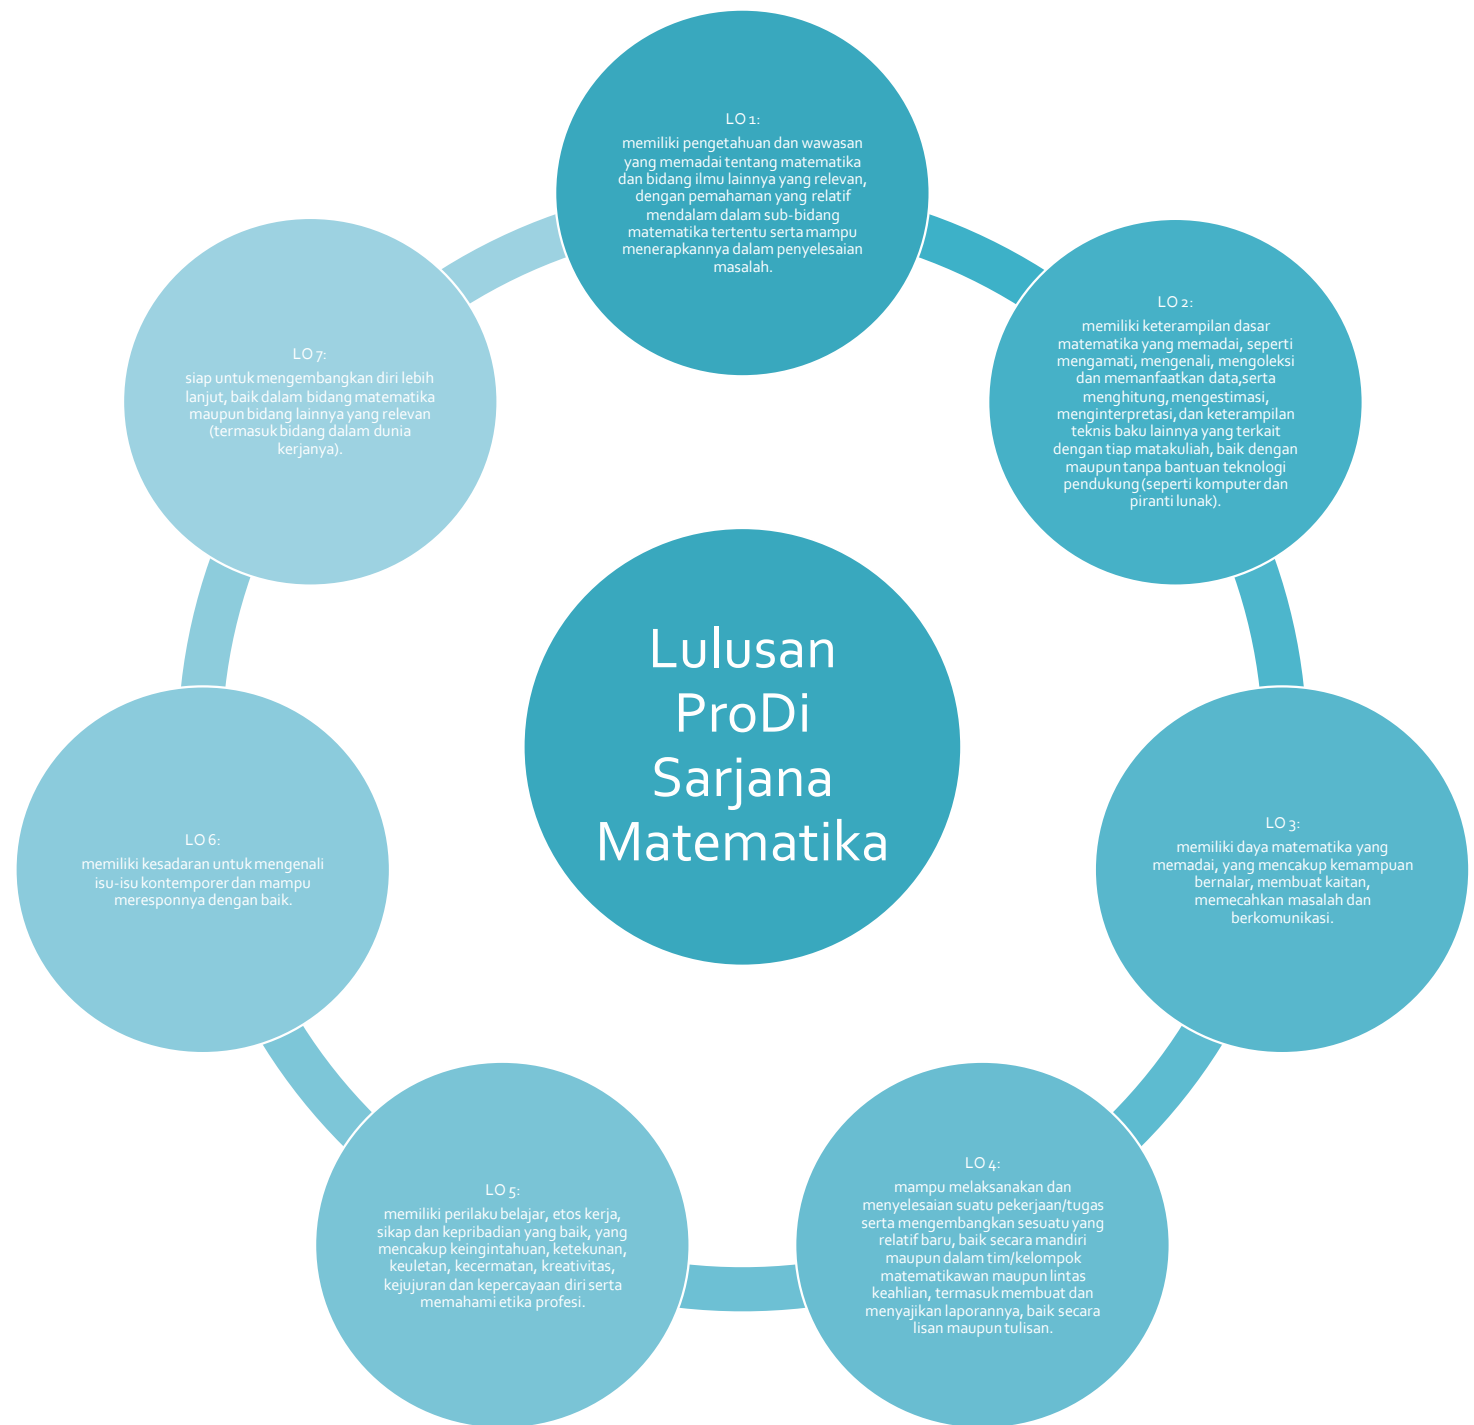 LO 1:
memiliki pengetahuan dan wawasan
yang memadai tentang matematika
dan bidang ilmu lainnya yang relevan,
dengan pemahaman yang relatif
mendalam dalam sub-bidang
matematika tertentu serta mampu
menerapkannya dalam penyelesaian
masalah.
LO 2:
memiliki keterampilan dasar
matematika yang memadai, seperti
mengamati, mengenali, mengoleksi
dan memanfaatkan data,serta
menghitung, mengestimasi,
menginterpretasi, dan keterampilan
teknis baku lainnya yang terkait
dengan tiap matakuliah, baik dengan
maupun tanpa bantuan teknologi
pendukung (seperti komputer dan
piranti lunak).
LO 3:
memiliki daya matematika yang
memadai, yang mencakup kemampuan
bernalar, membuat kaitan,
memecahkan masalah dan
berkomunikasi.
LO 4:
mampu melaksanakan dan
menyelesaian suatu pekerjaan/tugas
serta mengembangkan sesuatu yang
relatif baru, baik secara mandiri
maupun dalam tim/kelompok
matematikawan maupun lintas
keahlian, termasuk membuat dan
menyajikan laporannya, baik secara
lisan maupun tulisan.
LO 5:
memiliki perilaku belajar, etos kerja,
sikap dan kepribadian yang baik, yang
mencakup keingintahuan, ketekunan,
keuletan, kecermatan, kreativitas,
kejujuran dan kepercayaan diri serta
memahami etika profesi.
LO 6:
memiliki kesadaran untuk mengenali
isu-isu kontemporer dan mampu
meresponnya dengan baik.
LO 7:
siap untuk mengembangkan diri lebih
lanjut, baik dalam bidang matematika
maupun bidang lainnya yang relevan
(termasuk bidang dalam dunia
kerjanya).
Lulusan
ProDi
Sarjana
Matematika